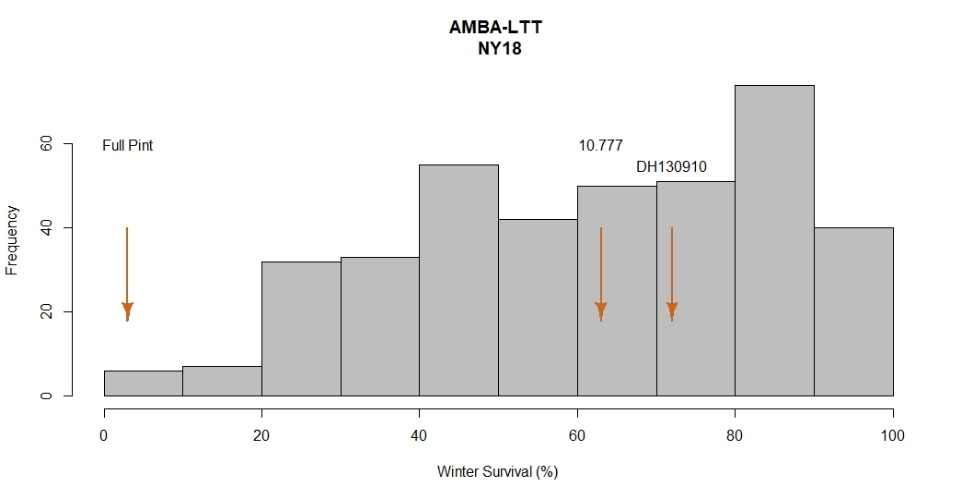 AMBA-LTT
NY18
Full Pint
10.777
DH130910
Frequency
60
40
20
0
0 20 40 60 80 100
Winter Survival (%)